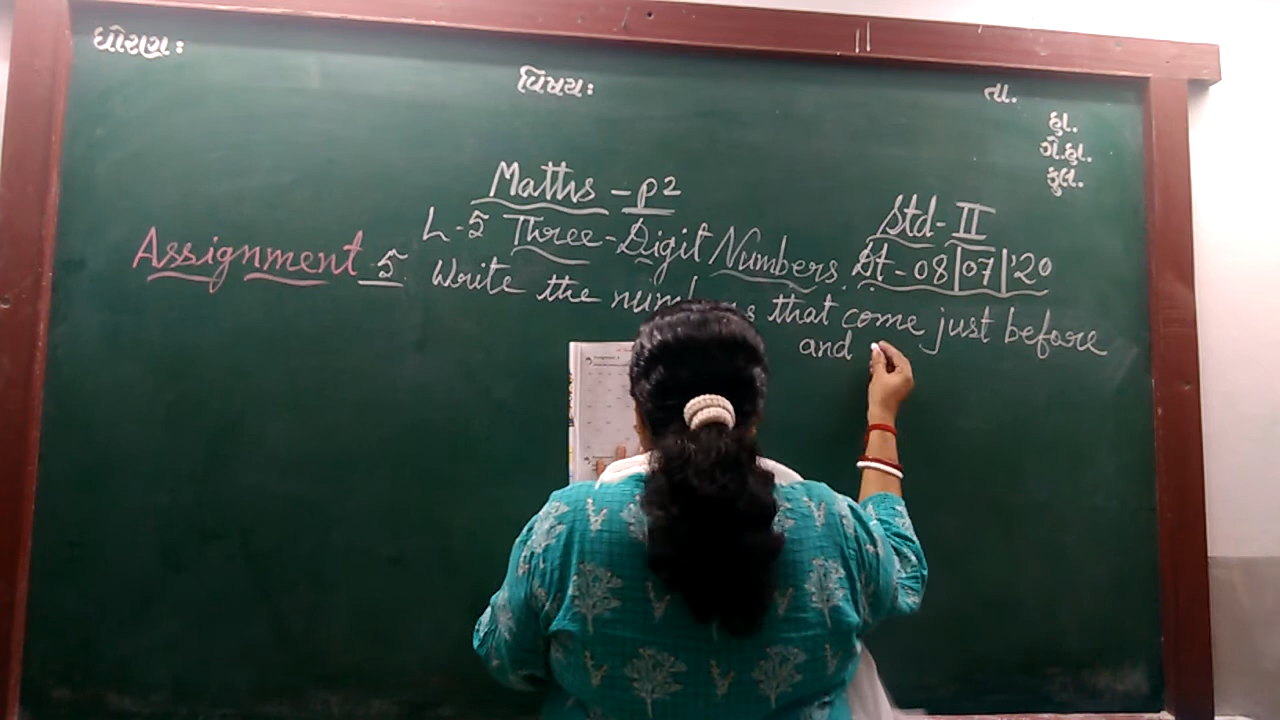 ધોરણ:
વિષય:
તા.
હા.
ગે.હા.
કુલ.
Maths - P2
Std - II
L-5 Three-Digit Numbers.
Dt - 08|07|'20
Assignment 5. Write the that come just before
and